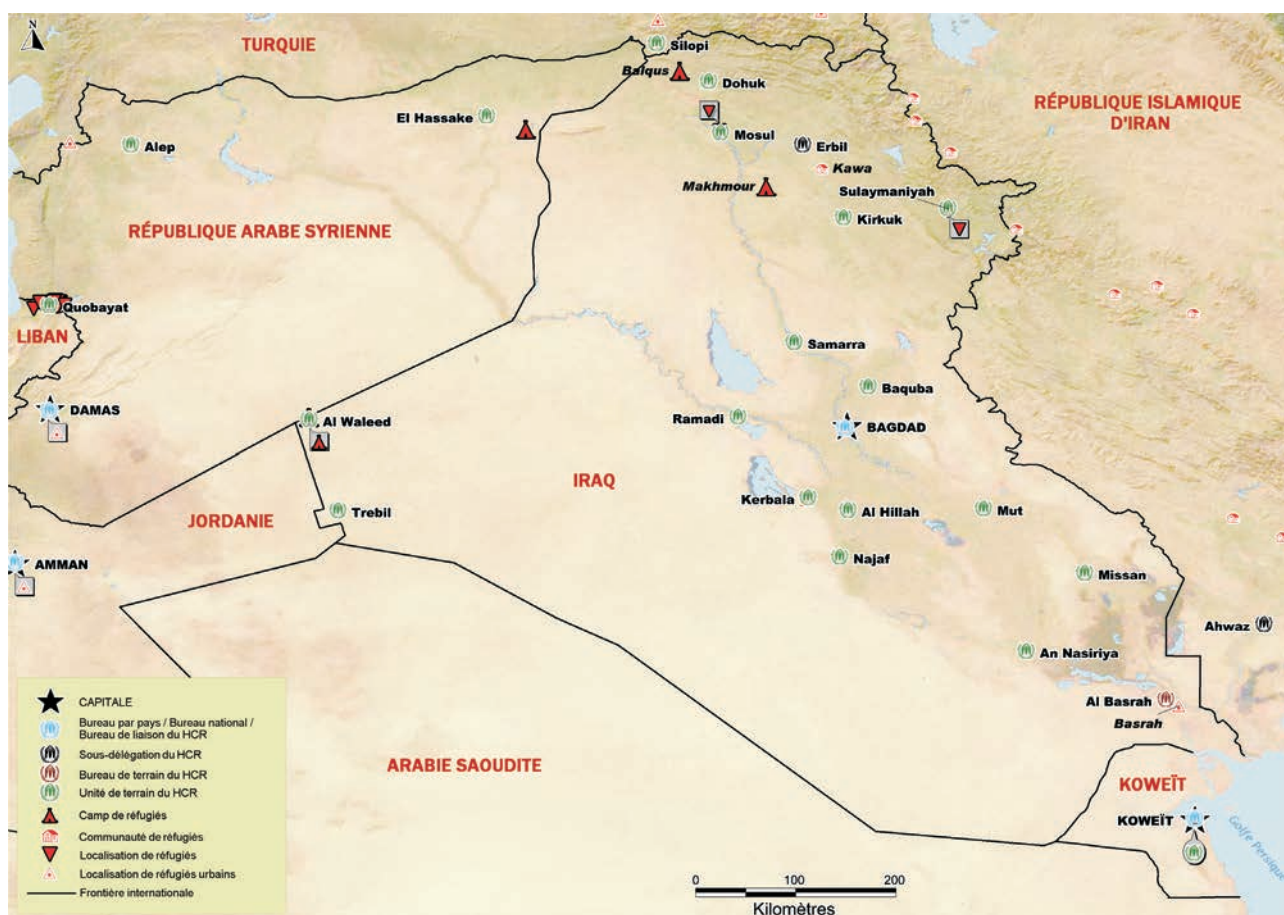 N
TURQUIE
Silopi
Balqus
Dohuk
RÉPUBLIQUE ISLAMIQUE
D'IRAN
El Hassake
Mosul
Erbil
Alep
Kawa
Makhmour
Sulaymaniyah
Kirkuk
RÉPUBLIQUE ARABE SYRIENNE
Quobayat
LIBAN
Samarra
Baquba
DAMAS
Al Waleed
Ramadi
BAGDAD
IRAQ
Kerbala
JORDANIE
Trebil
Al Hillah
Mut
Najaf
AMMAN
Missan
Ahwaz
An Nasiriya
Al Basrah
Basrah
ARABIE SAOUDITE
KOWEÏT
KOWEÏT
Golfe Persique
CAPITALE
Bureau par pays / Bureau national /
Bureau de liaison du HCR
Sous-délégation du HCR
Bureau de terrain du HCR
Unité de terrain du HCR
Camp de réfugiés
Communauté de réfugiés
Localisation de réfugiés
Localisation de réfugiés urbains
Frontière internationale
0 100 200
Kilomètres